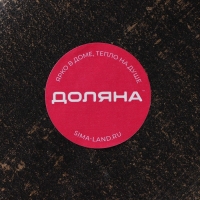 ЯРКО В ДОМЕ, ТЕПЛО НА ДУШЕ
ДОЛЯНА
SIMA-LAND.RU